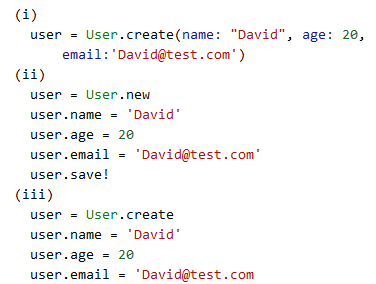 (i)
user = User.create(name: "David", age: 20,
email:'David@test.com')
(ii)
user = User.new
user.name = 'David'
user.age = 20
user.email = 'David@test.com'
user.save!
(iii)
user = User.create
user.name = 'David'
user.age = 20
user.email = 'David@test.com